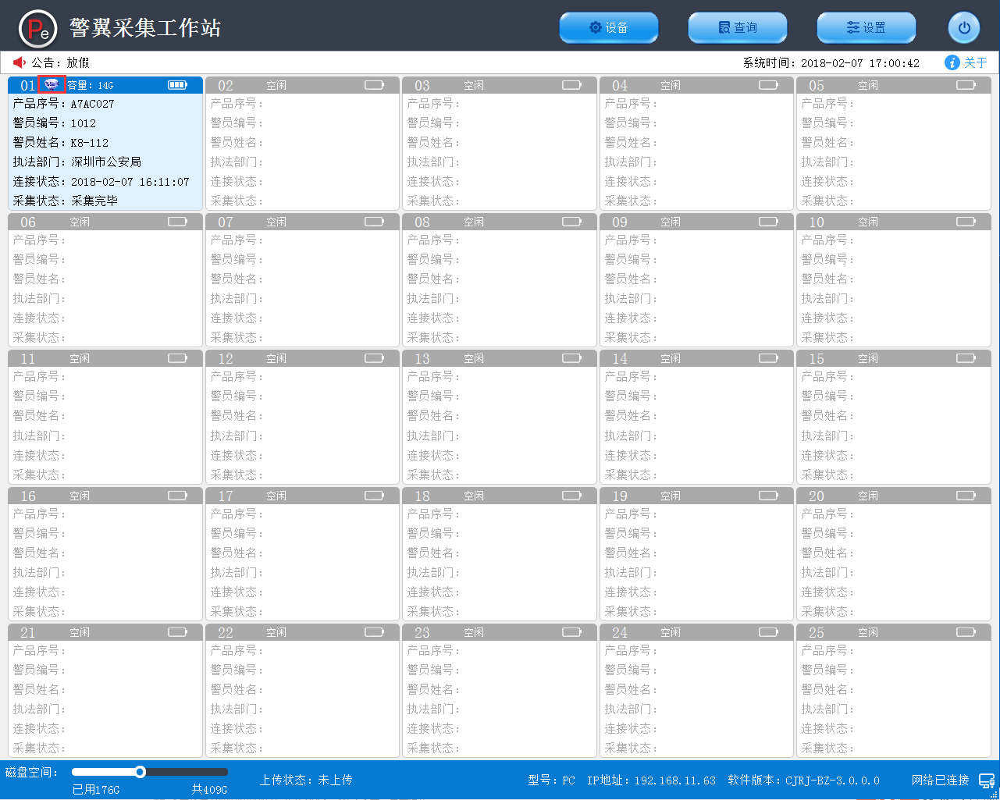 Pe 警翼采集工作站 设备 查询 设置
公告：放假 系统时间：2018-02-07 17:00:42 关于
01 容量：14G 02 空闲 03 空闲 04 空闲 05 空闲
产品序号：A7AC027 产品序号： 产品序号： 产品序号： 产品序号：
警员编号：1012 警员编号： 警员编号： 警员编号： 警员编号：
警员姓名：K8-112 警员姓名： 警员姓名： 警员姓名： 警员姓名：
执法部门：深圳市公安局 执法部门： 执法部门： 执法部门： 执法部门：
连接状态：2018-02-07 16:11:07 连接状态： 连接状态： 连接状态： 连接状态：
采集状态：采集完毕 采集状态： 采集状态： 采集状态： 采集状态：
06 空闲 07 空闲 08 空闲 09 空闲 10 空闲
产品序号： 产品序号： 产品序号： 产品序号： 产品序号：
警员编号： 警员编号： 警员编号： 警员编号： 警员编号：
警员姓名： 警员姓名： 警员姓名： 警员姓名： 警员姓名：
执法部门： 执法部门： 执法部门： 执法部门： 执法部门：
连接状态： 连接状态： 连接状态： 连接状态： 连接状态：
采集状态： 采集状态： 采集状态： 采集状态： 采集状态：
11 空闲 12 空闲 13 空闲 14 空闲 15 空闲
产品序号： 产品序号： 产品序号： 产品序号： 产品序号：
警员编号： 警员编号： 警员编号： 警员编号： 警员编号：
警员姓名： 警员姓名： 警员姓名： 警员姓名： 警员姓名：
执法部门： 执法部门： 执法部门： 执法部门： 执法部门：
连接状态： 连接状态： 连接状态： 连接状态： 连接状态：
采集状态： 采集状态： 采集状态： 采集状态： 采集状态：
16 空闲 17 空闲 18 空闲 19 空闲 20 空闲
产品序号： 产品序号： 产品序号： 产品序号： 产品序号：
警员编号： 警员编号： 警员编号： 警员编号： 警员编号：
警员姓名： 警员姓名： 警员姓名： 警员姓名： 警员姓名：
执法部门： 执法部门： 执法部门： 执法部门： 执法部门：
连接状态： 连接状态： 连接状态： 连接状态： 连接状态：
采集状态： 采集状态： 采集状态： 采集状态： 采集状态：
21 空闲 22 空闲 23 空闲 24 空闲 25 空闲
产品序号： 产品序号： 产品序号： 产品序号： 产品序号：
警员编号： 警员编号： 警员编号： 警员编号： 警员编号：
警员姓名： 警员姓名： 警员姓名： 警员姓名： 警员姓名：
执法部门： 执法部门： 执法部门： 执法部门： 执法部门：
连接状态： 连接状态： 连接状态： 连接状态： 连接状态：
采集状态： 采集状态： 采集状态： 采集状态： 采集状态：
磁盘空间：
上传状态：未上传 型号：PC IP地址：192.168.11.63 软件版本：CJRJ-BZ-3.0.0.0 网络已连接
已用176G 共409G